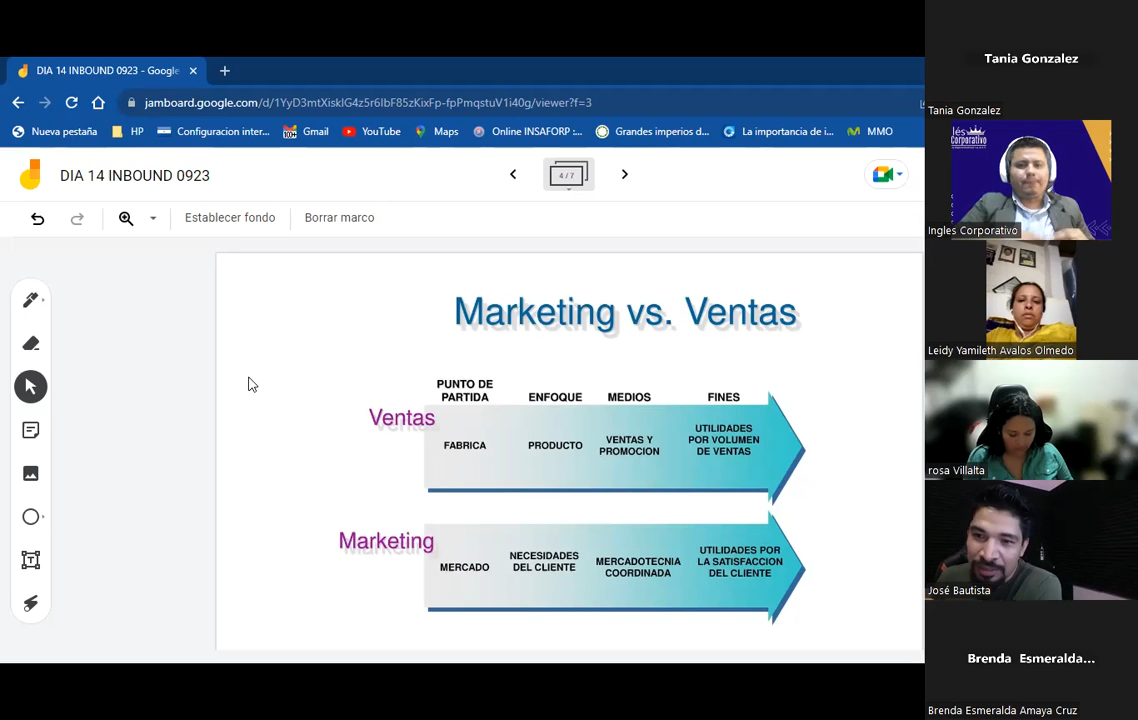 DIA 14 INBOUND 0923 - Google
jamboard.google.com/d/1YyD3mtXisklG4z5r6IbF85zKixFp-fpPmqstuV1i40g/viewer?f=3
Nueva pestaña
HP
Configuracion inter...
Gmail
YouTube
Maps
Online INSAFORP :...
Grandes imperios d...
La importancia de i...
MMO
DIA 14 INBOUND 0923
4 / 7
Establecer fondo
Borrar marco
Marketing vs. Ventas
PUNTO DE
PARTIDA
ENFOQUE
MEDIOS
FINES
Ventas
FABRICA
PRODUCTO
VENTAS Y
PROMOCION
UTILIDADES
POR VOLUMEN
DE VENTAS
Marketing
MERCADO
NECESIDADES
DEL CLIENTE
MERCADOTECNIA
COORDINADA
UTILIDADES POR
LA SATISFACCION
DEL CLIENTE
Tania Gonzalez
Tania Gonzalez
lés
Corporativo
Ingles Corporativo
Leidy Yamileth Avalos Olmedo
rosa Villalta
José Bautista
Brenda Esmeralda...
Brenda Esmeralda Amaya Cruz